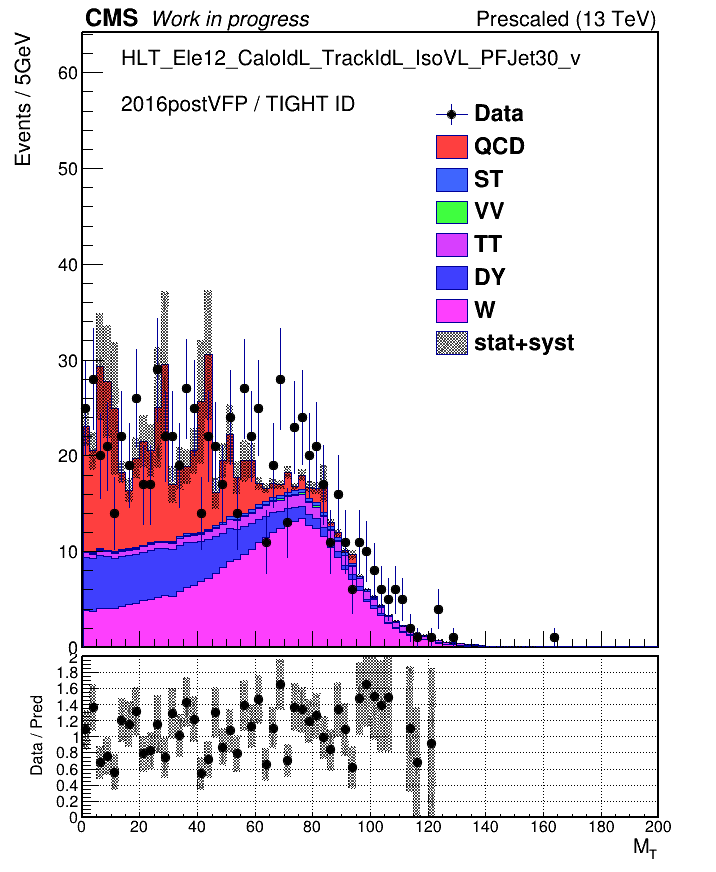 CMS Work in progress Prescaled (13 TeV)
HLT_Ele12_CaloIdL_TrackIdL_IsoVL_PFJet30_v
2016postVFP / TIGHT ID
Events / 5GeV
60
50
40
30
20
10
0
Data
QCD
ST
VV
TT
DY
W
stat+syst
Data / Pred
2
1.8
1.6
1.4
1.2
1
0.8
0.6
0.4
0.2
0
0 20 40 60 80 100 120 140 160 180 200
M_T